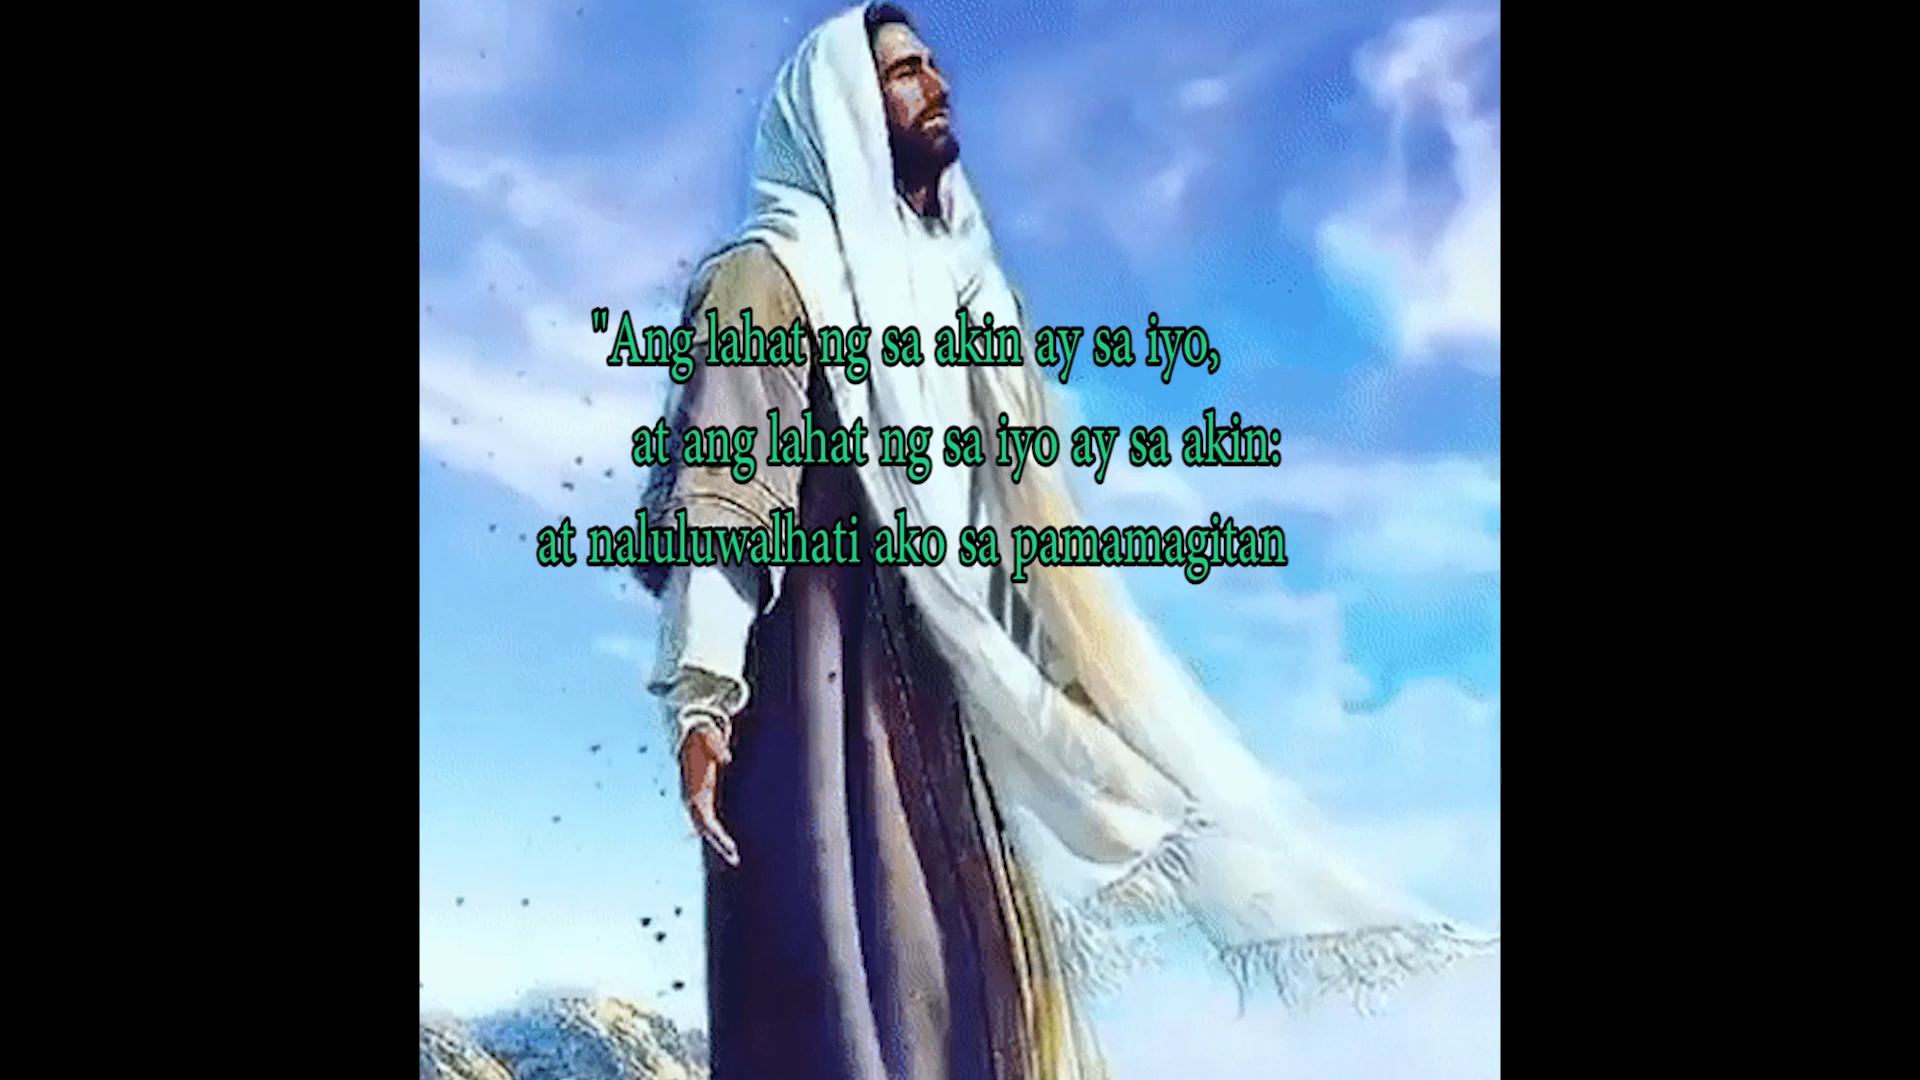 "Ang lahat ng sa akin ay sa iyo,
at ang lahat ng sa iyo ay sa akin:
at naluluwalhati ako sa pamamagitan